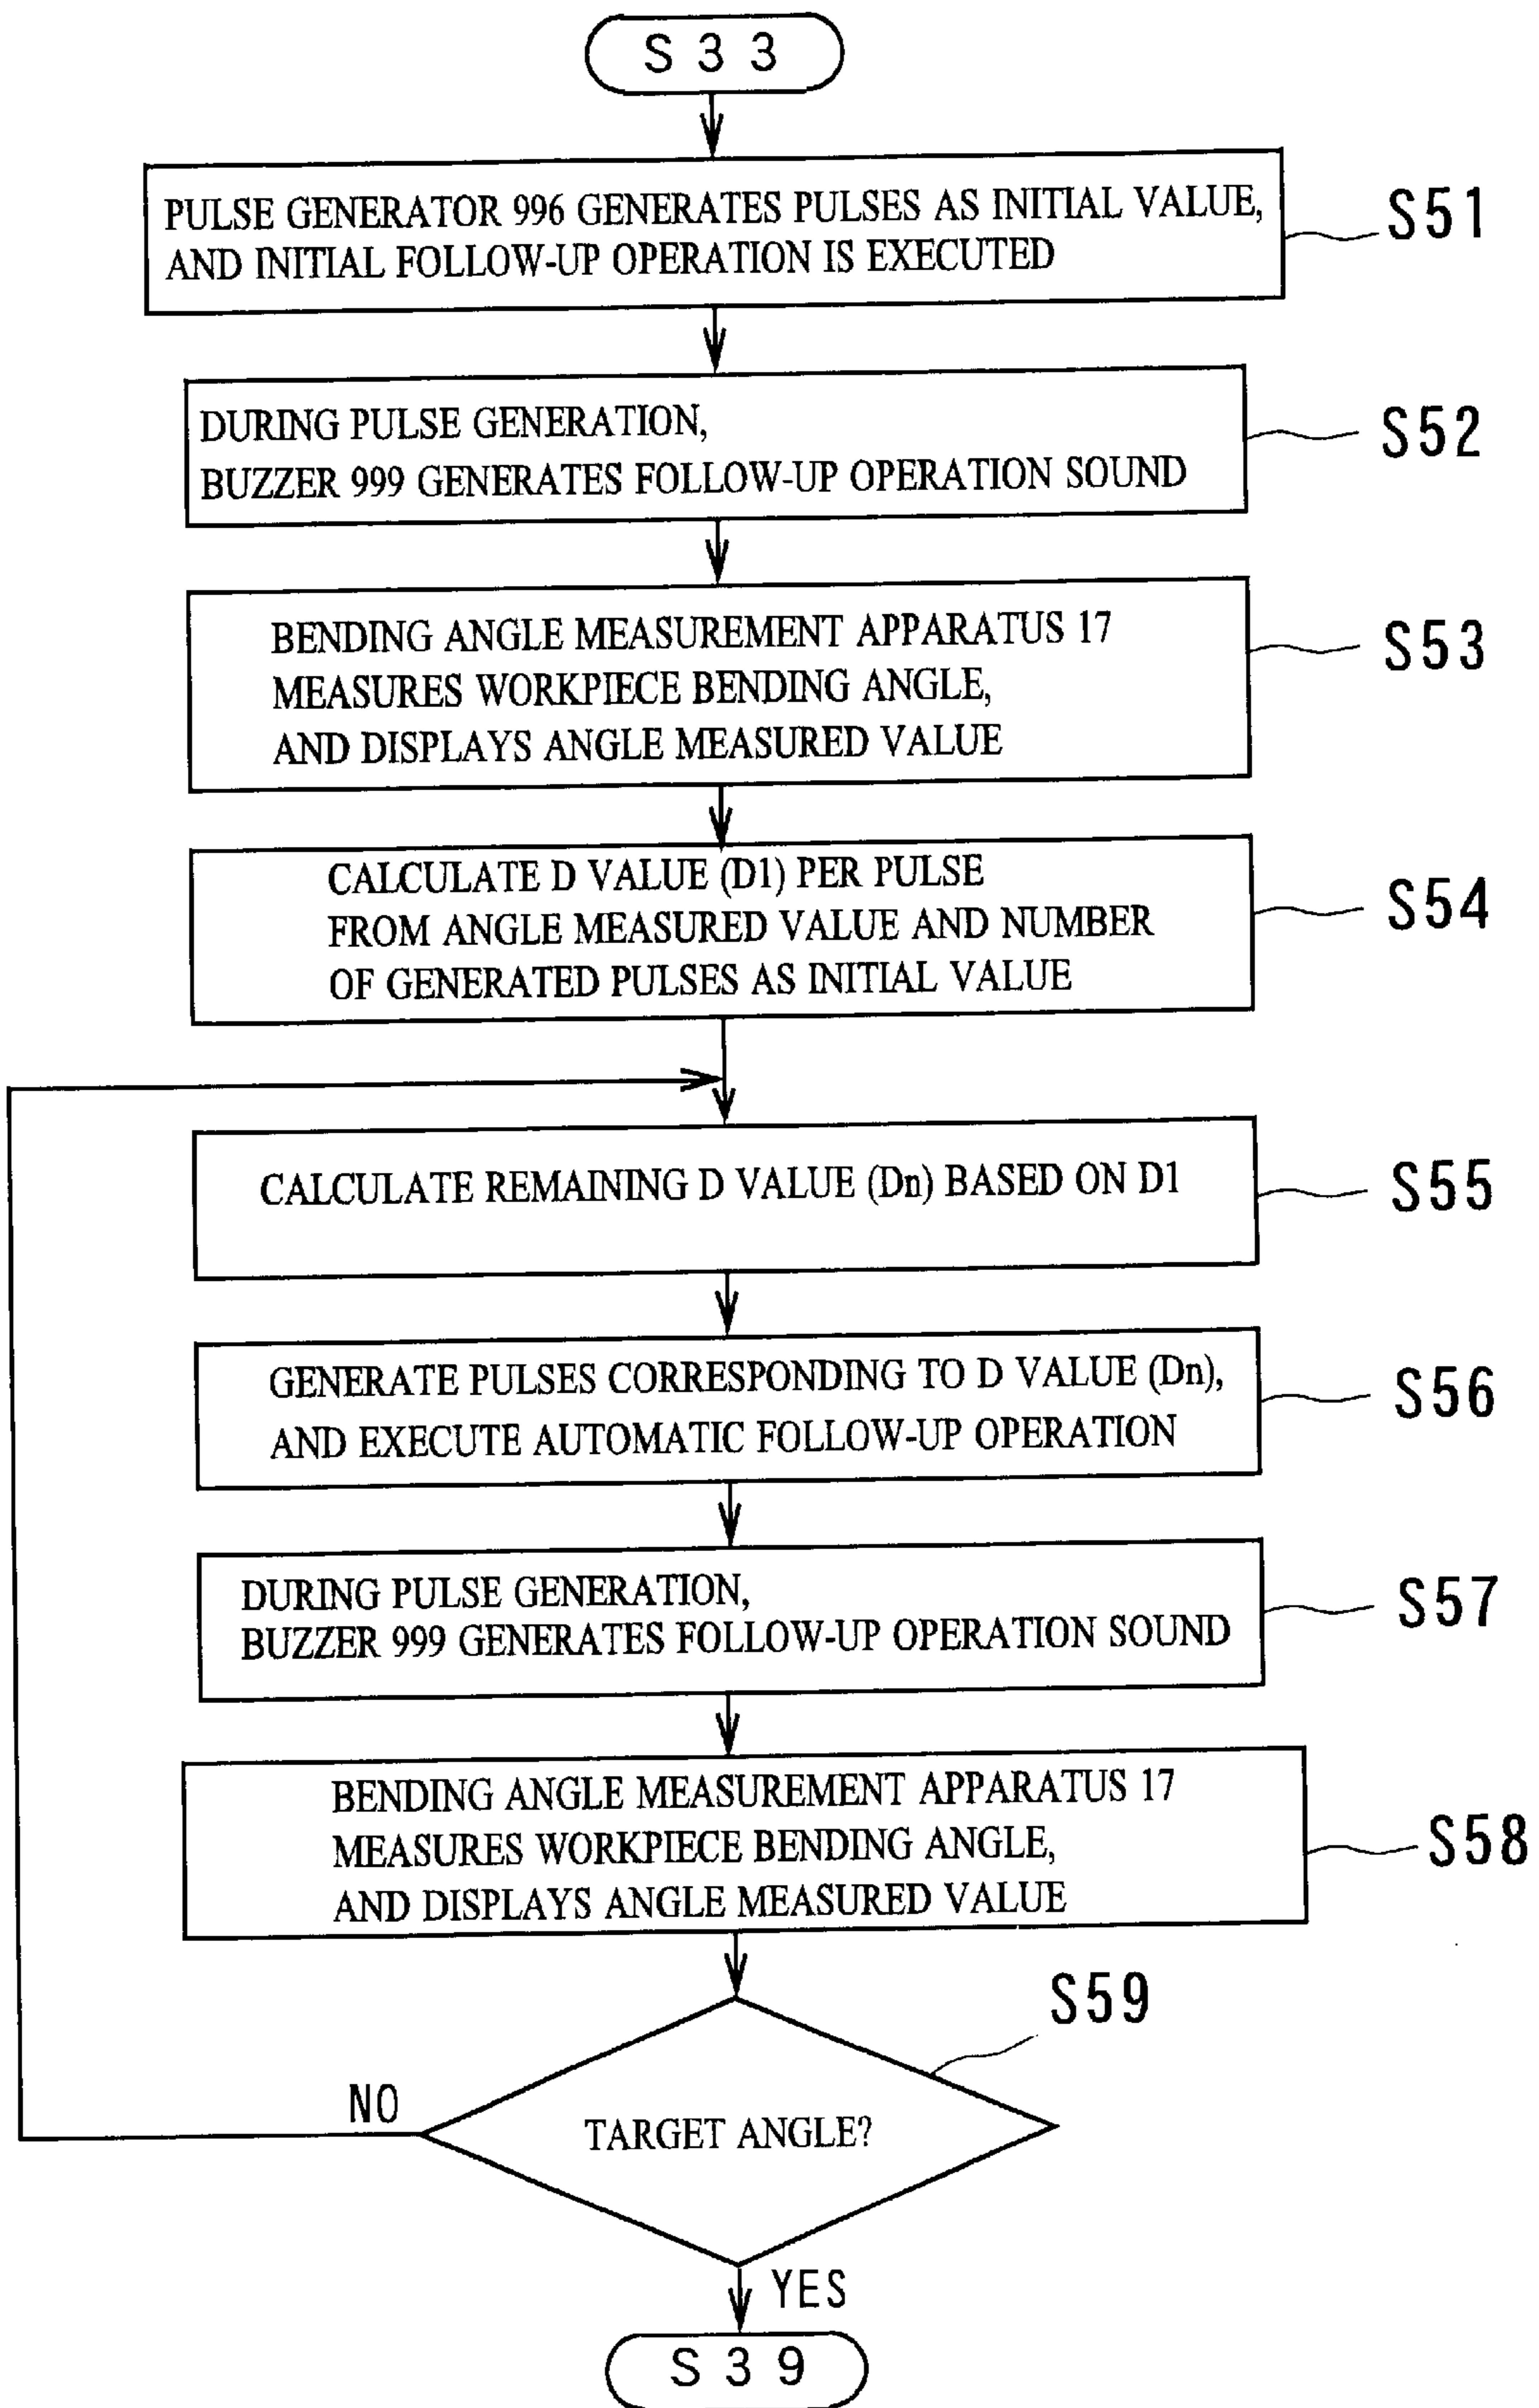 S33
PULSE GENERATOR 996 GENERATES PULSES AS INITIAL VALUE,
AND INITIAL FOLLOW-UP OPERATION IS EXECUTED
S51
DURING PULSE GENERATION,
BUZZER 999 GENERATES FOLLOW-UP OPERATION SOUND
S52
BENDING ANGLE MEASUREMENT APPARATUS 17
MEASURES WORKPIECE BENDING ANGLE,
AND DISPLAYS ANGLE MEASURED VALUE
S53
CALCULATE D VALUE (D1) PER PULSE
FROM ANGLE MEASURED VALUE AND NUMBER
OF GENERATED PULSES AS INITIAL VALUE
S54
CALCULATE REMAINING D VALUE (Dn) BASED ON D1
S55
GENERATE PULSES CORRESPONDING TO D VALUE (Dn),
AND EXECUTE AUTOMATIC FOLLOW-UP OPERATION
S56
DURING PULSE GENERATION,
BUZZER 999 GENERATES FOLLOW-UP OPERATION SOUND
S57
BENDING ANGLE MEASUREMENT APPARATUS 17
MEASURES WORKPIECE BENDING ANGLE,
AND DISPLAYS ANGLE MEASURED VALUE
S58
S59
NO
TARGET ANGLE?
YES
S39